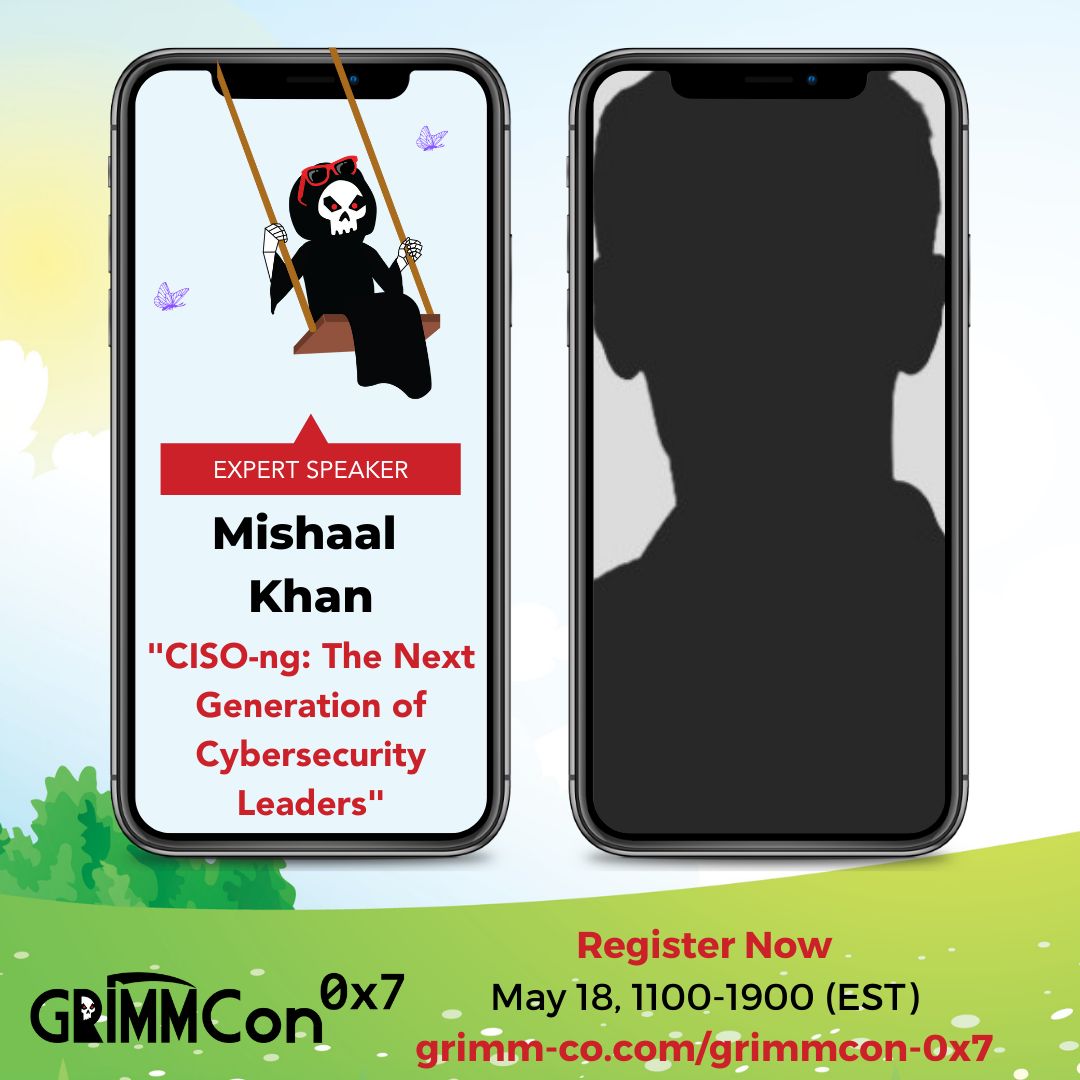 EXPERT SPEAKER
Mishaal
Khan
"CISO-ng: The Next
Generation of
Cybersecurity
Leaders"
Register Now
GRIMMCon 0x7
May 18, 1100-1900 (EST)
grimm-co.com/grimmcon-0x7